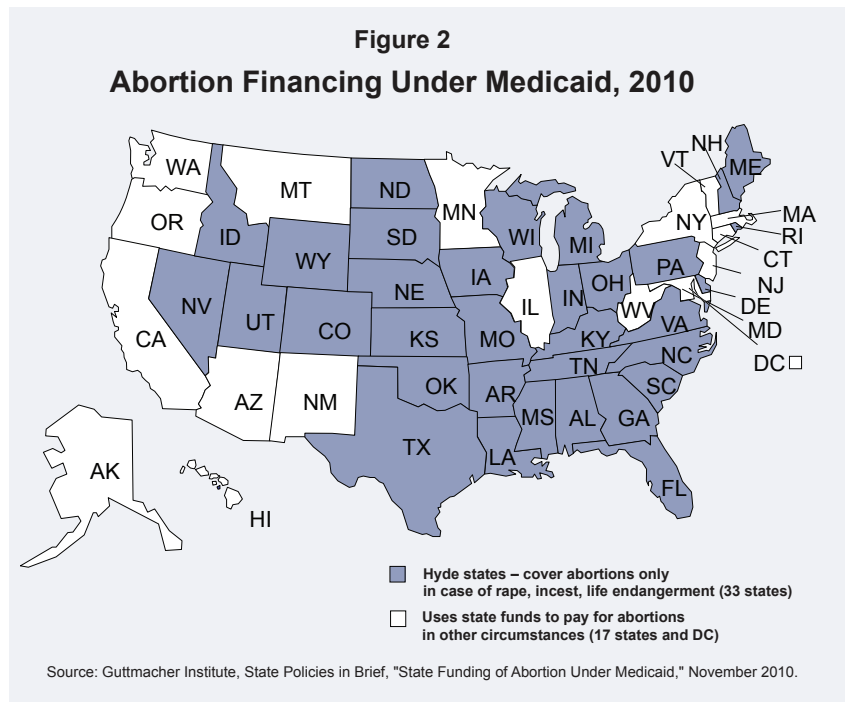 Figure 2
Abortion Financing Under Medicaid, 2010
WA
MT
ND
MN
VT
NH
ME
OR
ID
SD
WI
MI
NY
MA
RI
CT
WY
IA
PA
NJ
NV
NE
IL
IN
OH
DE
UT
CO
KS
MO
KY
WV
VA
MD
CA
DC
AZ
NM
OK
AR
TN
NC
SC
TX
MS
AL
GA
LA
FL
AK
HI
Hyde states – cover abortions only
in case of rape, incest, life endangerment (33 states)
Uses state funds to pay for abortions
in other circumstances (17 states and DC)
Source: Guttmacher Institute, State Policies in Brief, "State Funding of Abortion Under Medicaid," November 2010.